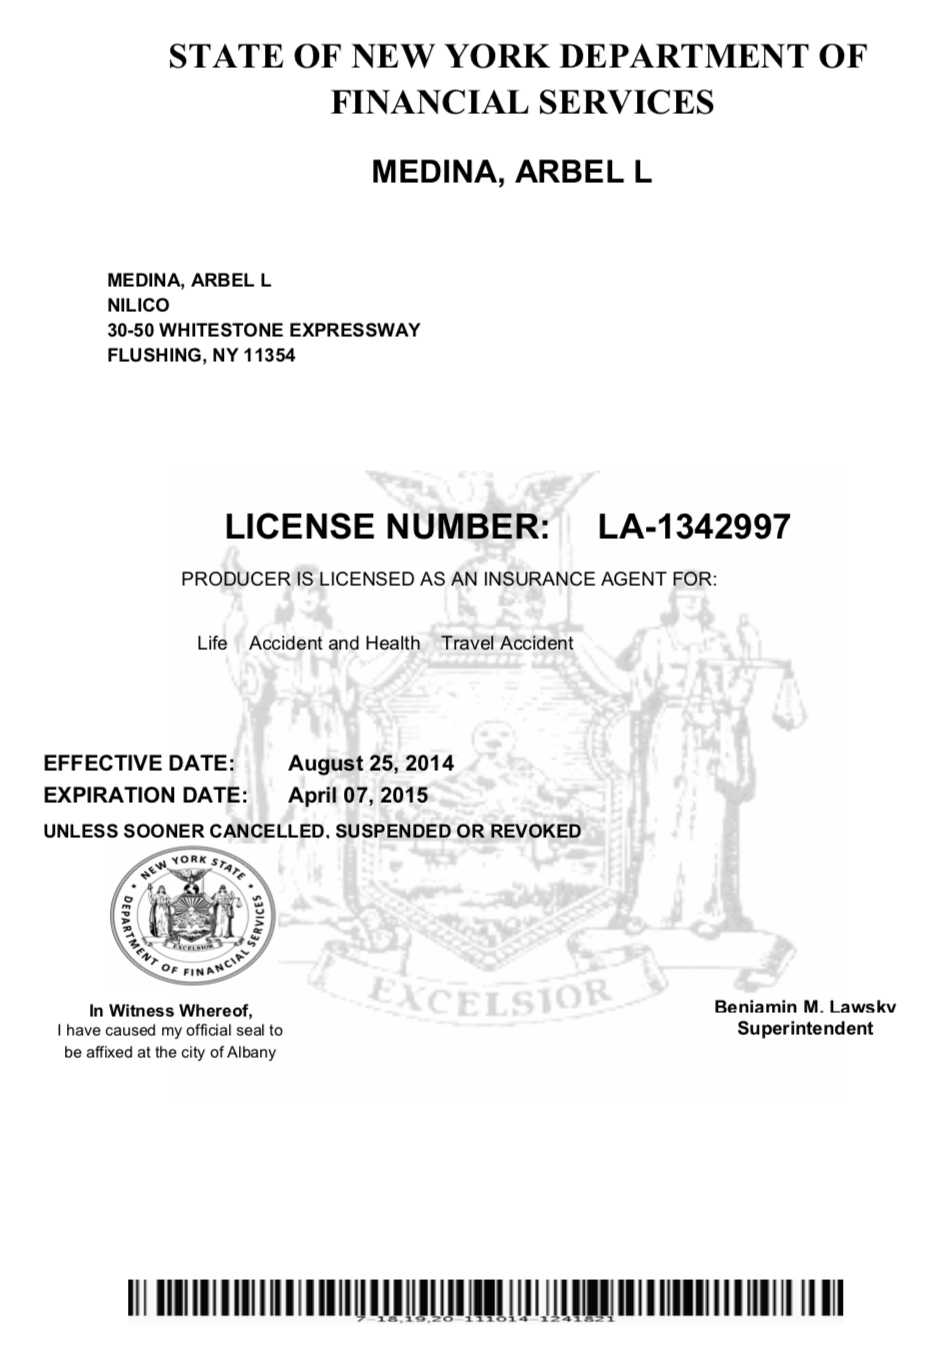 STATE OF NEW YORK DEPARTMENT OF
FINANCIAL SERVICES
MEDINA, ARBEL L
MEDINA, ARBEL L
NILICO
30-50 WHITESTONE EXPRESSWAY
FLUSHING, NY 11354
LICENSE NUMBER: LA-1342997
PRODUCER IS LICENSED AS AN INSURANCE AGENT FOR:
Life Accident and Health Travel Accident
EFFECTIVE DATE: August 25, 2014
EXPIRATION DATE: April 07, 2015
UNLESS SOONER CANCELLED, SUSPENDED OR REVOKED
NEW YORK STATE
DEPARTMENT OF FINANCIAL SERVICES
EXCELSIOR
EXCELSIOR
In Witness Whereof,
I have caused my official seal to
be affixed at the city of Albany
Benjamin M. Lawsky
Superintendent
7-18,19,20-111014-1241821